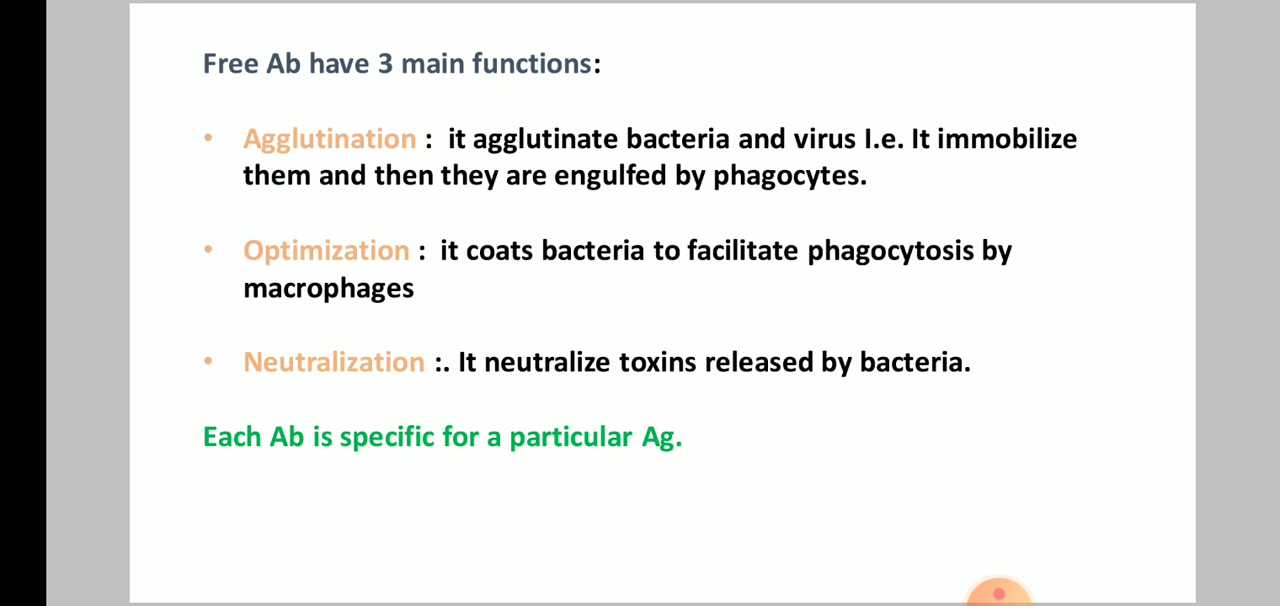 Free Ab have 3 main functions:
• Agglutination : it agglutinate bacteria and virus I.e. It immobilize
them and then they are engulfed by phagocytes.
• Optimization : it coats bacteria to facilitate phagocytosis by
macrophages
• Neutralization :. It neutralize toxins released by bacteria.
Each Ab is specific for a particular Ag.